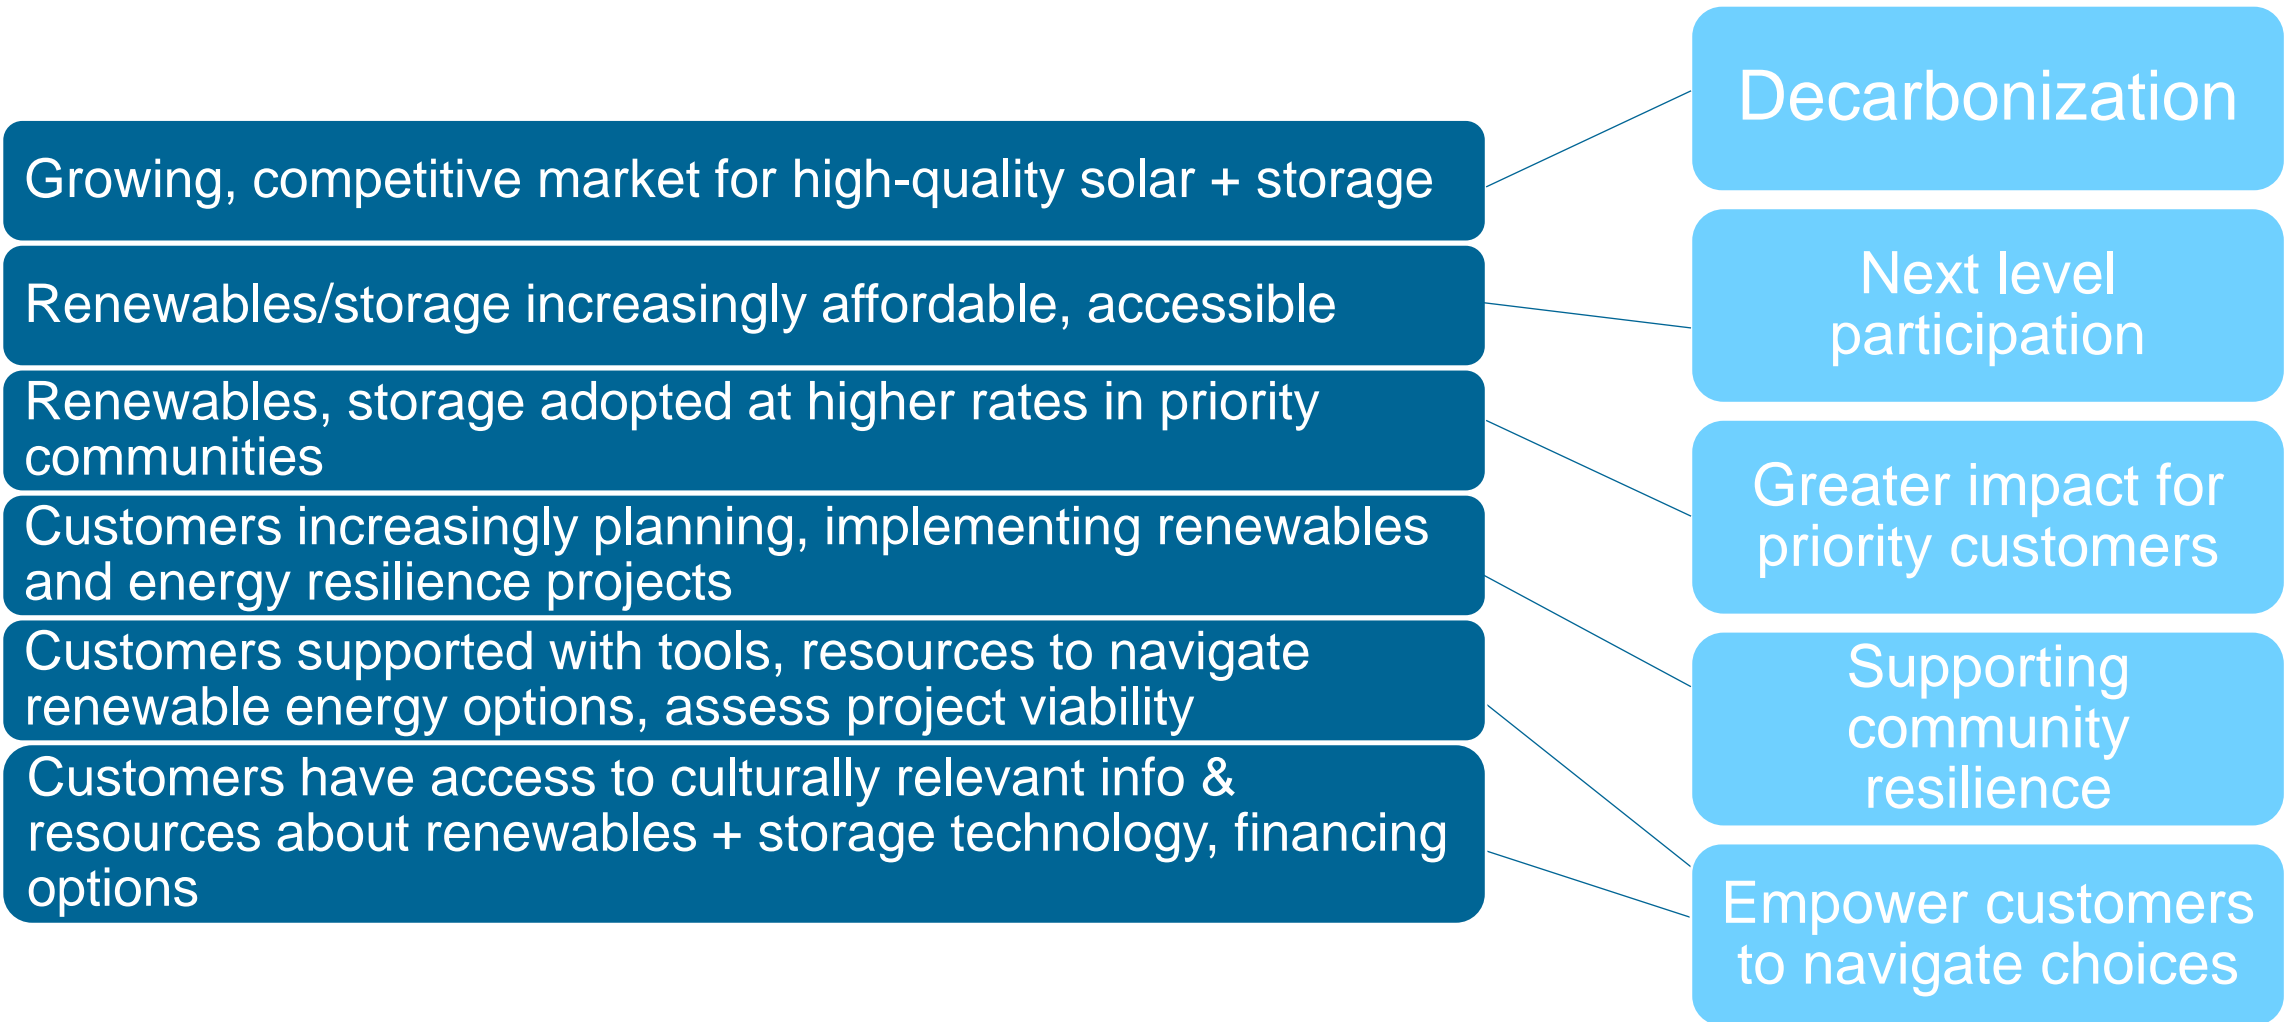 Growing, competitive market for high-quality solar + storage
Renewables/storage increasingly affordable, accessible
Renewables, storage adopted at higher rates in priority
communities
Customers increasingly planning, implementing renewables
and energy resilience projects
Customers supported with tools, resources to navigate
renewable energy options, assess project viability
Customers have access to culturally relevant info &
resources about renewables + storage technology, financing
options
Decarbonization
Next level
participation
Greater impact for
priority customers
Supporting
community
resilience
Empower customers
to navigate choices